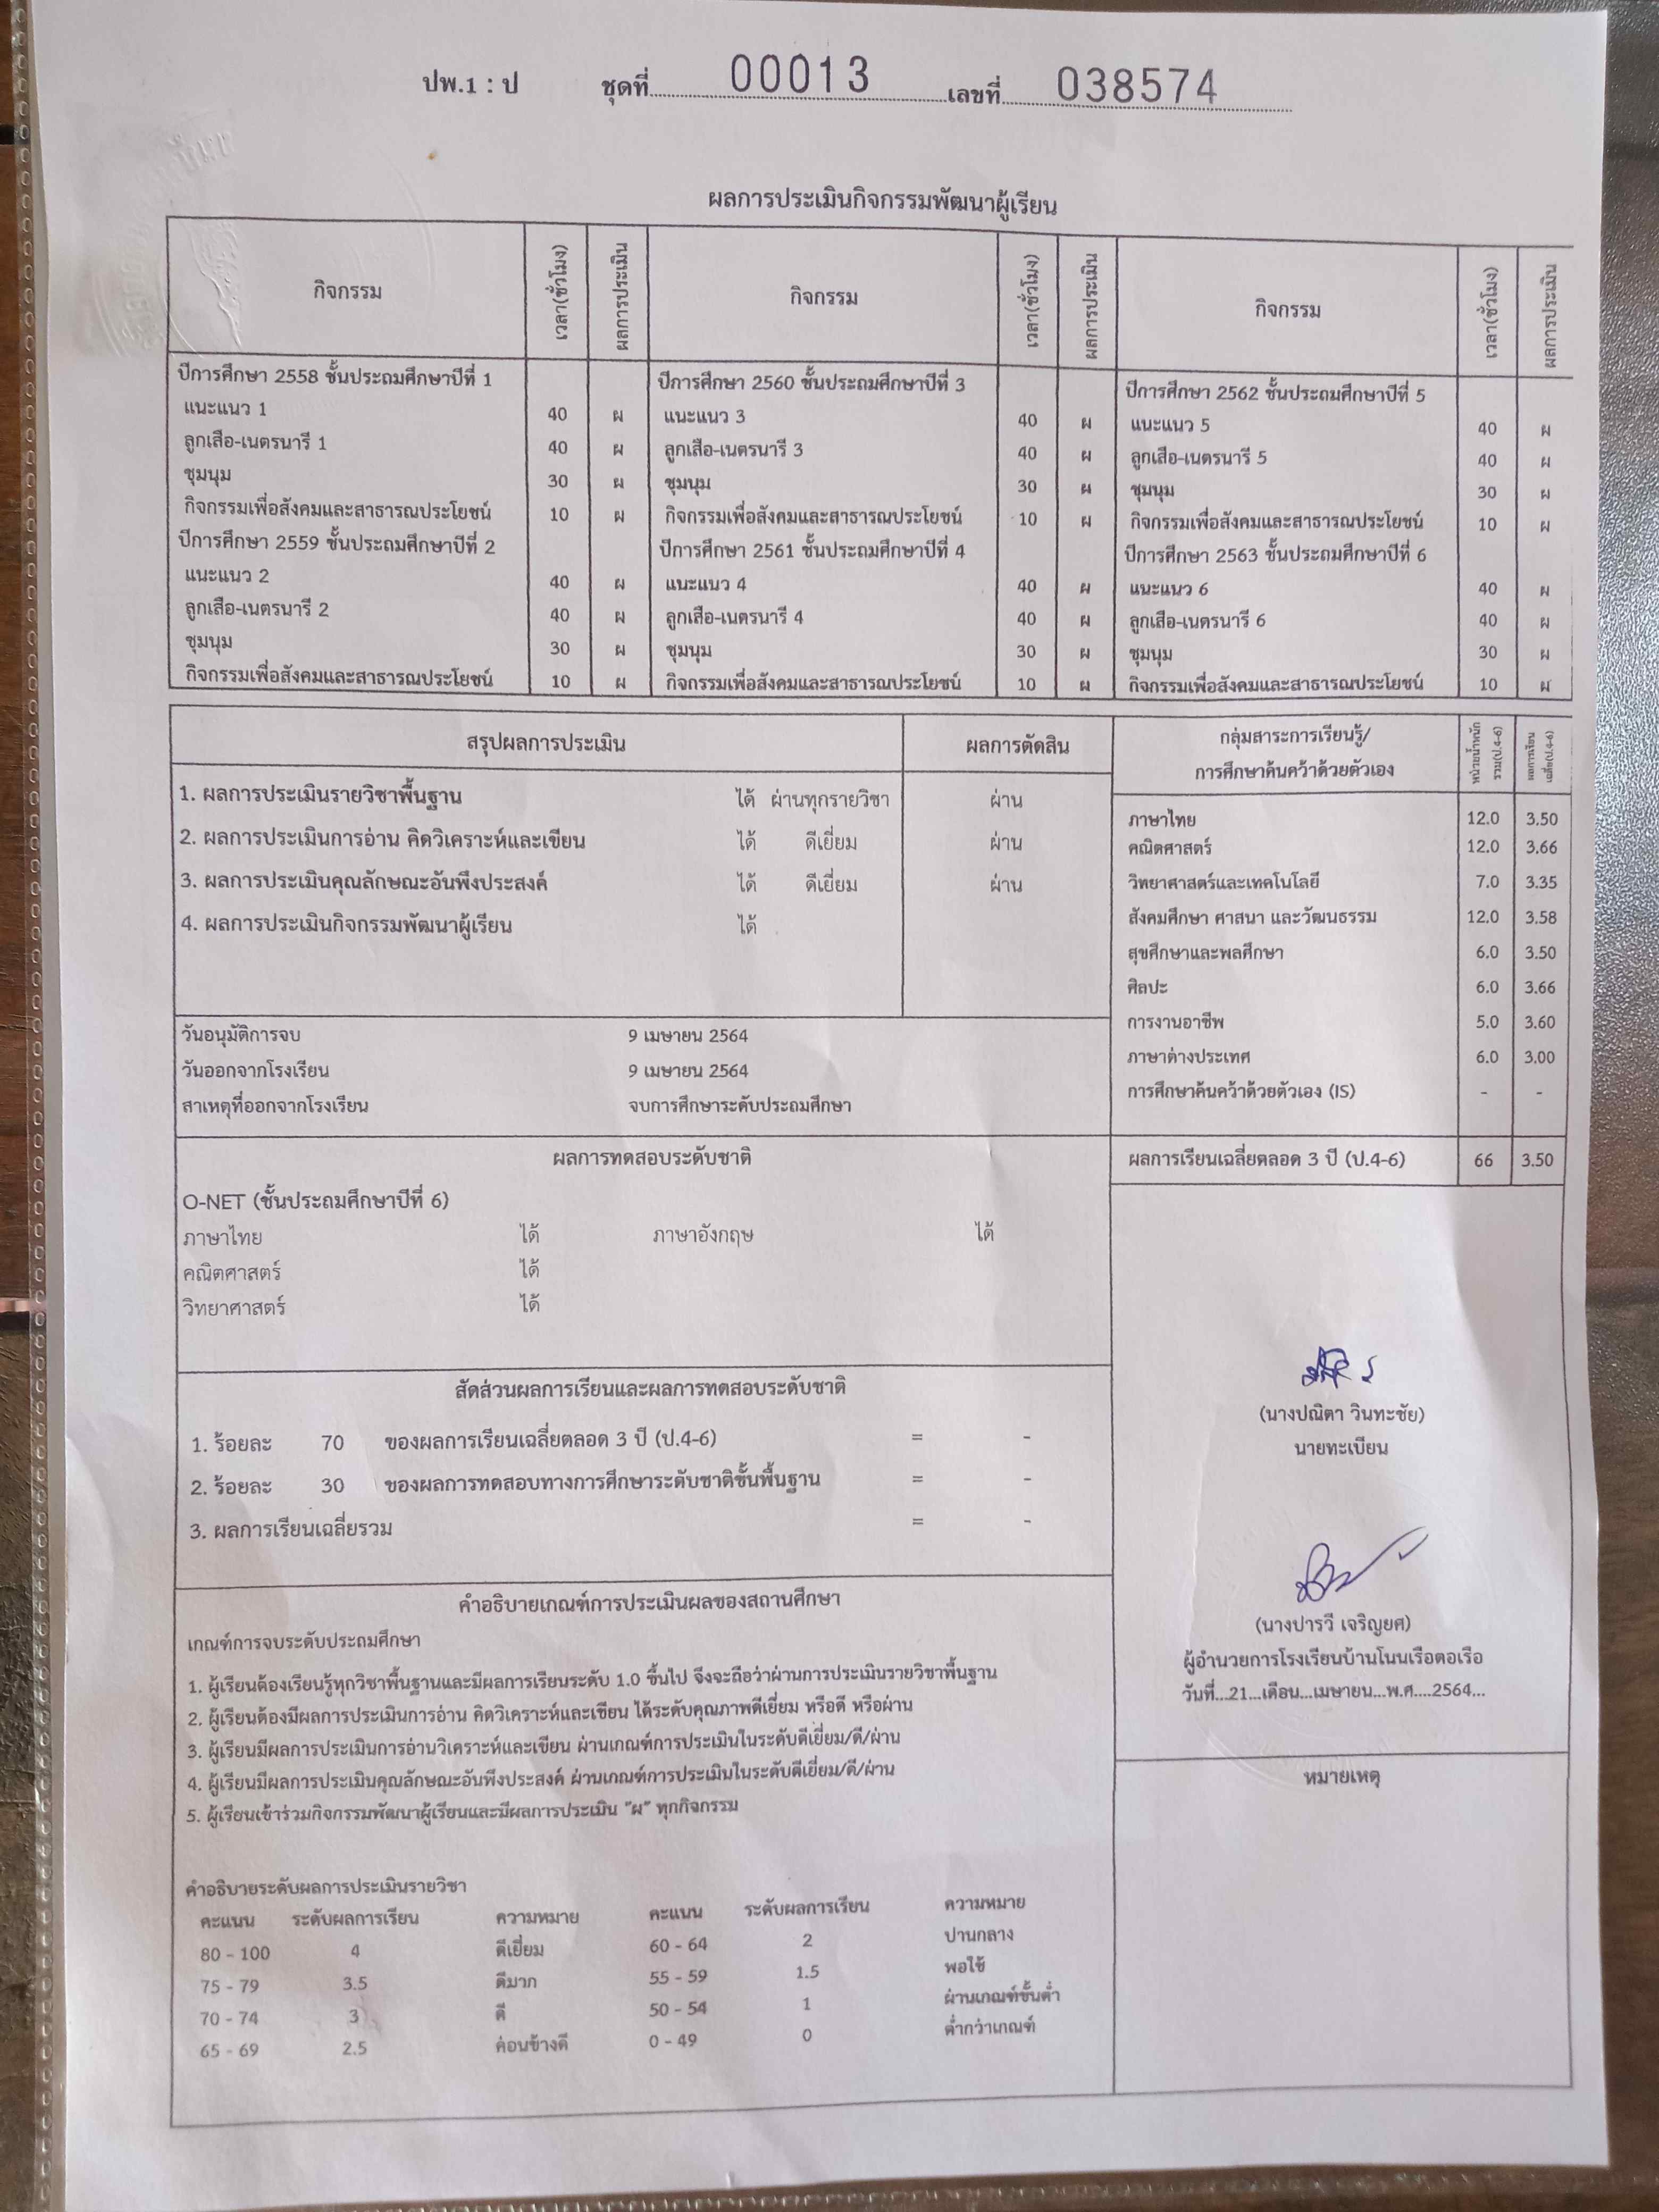 ปพ.1 : ป ชุดที่ 00013 เลขที่ 038574
ผลการประเมินกิจกรรมพัฒนาผู้เรียน
กิจกรรม เวลา(ชั่วโมง) ผลการประเมิน กิจกรรม เวลา(ชั่วโมง) ผลการประเมิน กิจกรรม เวลา(ชั่วโมง) ผลการประเมิน
ปีการศึกษา 2558 ชั้นประถมศึกษาปีที่ 1 ปีการศึกษา 2560 ชั้นประถมศึกษาปีที่ 3 ปีการศึกษา 2562 ชั้นประถมศึกษาปีที่ 5
แนะแนว 1 40 ผ แนะแนว 3 40 ผ แนะแนว 5 40 ผ
ลูกเสือ-เนตรนารี 1 40 ผ ลูกเสือ-เนตรนารี 3 40 ผ ลูกเสือ-เนตรนารี 5 40 ผ
ชุมนุม 30 ผ ชุมนุม 30 ผ ชุมนุม 30 ผ
กิจกรรมเพื่อสังคมและสาธารณประโยชน์ 10 ผ กิจกรรมเพื่อสังคมและสาธารณประโยชน์ 10 ผ กิจกรรมเพื่อสังคมและสาธารณประโยชน์ 10 ผ
ปีการศึกษา 2559 ชั้นประถมศึกษาปีที่ 2 ปีการศึกษา 2561 ชั้นประถมศึกษาปีที่ 4 ปีการศึกษา 2563 ชั้นประถมศึกษาปีที่ 6
แนะแนว 2 40 ผ แนะแนว 4 40 ผ แนะแนว 6 40 ผ
ลูกเสือ-เนตรนารี 2 40 ผ ลูกเสือ-เนตรนารี 4 40 ผ ลูกเสือ-เนตรนารี 6 40 ผ
ชุมนุม 30 ผ ชุมนุม 30 ผ ชุมนุม 30 ผ
กิจกรรมเพื่อสังคมและสาธารณประโยชน์ 10 ผ กิจกรรมเพื่อสังคมและสาธารณประโยชน์ 10 ผ กิจกรรมเพื่อสังคมและสาธารณประโยชน์ 10 ผ
สรุปผลการประเมิน ผลการตัดสิน
1. ผลการประเมินรายวิชาพื้นฐาน ได้ ผ่านทุกรายวิชา ผ่าน
2. ผลการประเมินการอ่าน คิดวิเคราะห์และเขียน ได้ ดีเยี่ยม ผ่าน
3. ผลการประเมินคุณลักษณะอันพึงประสงค์ ได้ ดีเยี่ยม ผ่าน
4. ผลการประเมินกิจกรรมพัฒนาผู้เรียน ได้
วันอนุมัติการจบ 9 เมษายน 2564
วันออกจากโรงเรียน 9 เมษายน 2564
สาเหตุที่ออกจากโรงเรียน จบการศึกษาระดับประถมศึกษา
กลุ่มสาระการเรียนรู้/
การศึกษาค้นคว้าด้วยตัวเอง
หน่วยน้ำหนัก
รวม(ป.4-6)
ผลการเรียน
เฉลี่ย(ป.4-6)
ภาษาไทย 12.0 3.50
คณิตศาสตร์ 12.0 3.66
วิทยาศาสตร์และเทคโนโลยี 7.0 3.35
สังคมศึกษา ศาสนา และวัฒนธรรม 12.0 3.58
สุขศึกษาและพลศึกษา 6.0 3.50
ศิลปะ 6.0 3.66
การงานอาชีพ 5.0 3.60
ภาษาต่างประเทศ 6.0 3.00
การศึกษาค้นคว้าด้วยตัวเอง (IS) - -
ผลการเรียนเฉลี่ยตลอด 3 ปี (ป.4-6) 66 3.50
ผลการทดสอบระดับชาติ
O-NET (ชั้นประถมศึกษาปีที่ 6)
ภาษาไทย ได้ ภาษาอังกฤษ ได้
คณิตศาสตร์ ได้
วิทยาศาสตร์ ได้
สัดส่วนผลการเรียนและผลการทดสอบระดับชาติ
1. ร้อยละ 70 ของผลการเรียนเฉลี่ยตลอด 3 ปี (ป.4-6) = -
2. ร้อยละ 30 ของผลการทดสอบทางการศึกษาระดับชาติขั้นพื้นฐาน = -
3. ผลการเรียนเฉลี่ยรวม = -
(นางปณิตา วินทะชัย)
นายทะเบียน
(นางปารวี เจริญยศ)
ผู้อำนวยการโรงเรียนบ้านโนนเรือตอเรือ
วันที่...21...เดือน...เมษายน...พ.ศ....2564...
หมายเหตุ
คำอธิบายเกณฑ์การประเมินผลของสถานศึกษา
เกณฑ์การจบระดับประถมศึกษา
1. ผู้เรียนต้องเรียนรู้ทุกวิชาพื้นฐานและมีผลการเรียนระดับ 1.0 ขึ้นไป จึงจะถือว่าผ่านการประเมินรายวิชาพื้นฐาน
2. ผู้เรียนต้องมีผลการประเมินการอ่าน คิดวิเคราะห์และเขียน ได้ระดับคุณภาพดีเยี่ยม หรือดี หรือผ่าน
3. ผู้เรียนมีผลการประเมินการอ่านวิเคราะห์และเขียน ผ่านเกณฑ์การประเมินในระดับดีเยี่ยม/ดี/ผ่าน
4. ผู้เรียนมีผลการประเมินคุณลักษณะอันพึงประสงค์ ผ่านเกณฑ์การประเมินในระดับดีเยี่ยม/ดี/ผ่าน
5. ผู้เรียนเข้าร่วมกิจกรรมพัฒนาผู้เรียนและมีผลการประเมิน "ผ" ทุกกิจกรรม
คำอธิบายระดับผลการประเมินรายวิชา
คะแนน ระดับผลการเรียน ความหมาย คะแนน ระดับผลการเรียน ความหมาย
80 - 100 4 ดีเยี่ยม 60 - 64 2 ปานกลาง
75 - 79 3.5 ดีมาก 55 - 59 1.5 พอใช้
70 - 74 3 ดี 50 - 54 1 ผ่านเกณฑ์ขั้นต่ำ
65 - 69 2.5 ค่อนข้างดี 0 - 49 0 ต่ำกว่าเกณฑ์